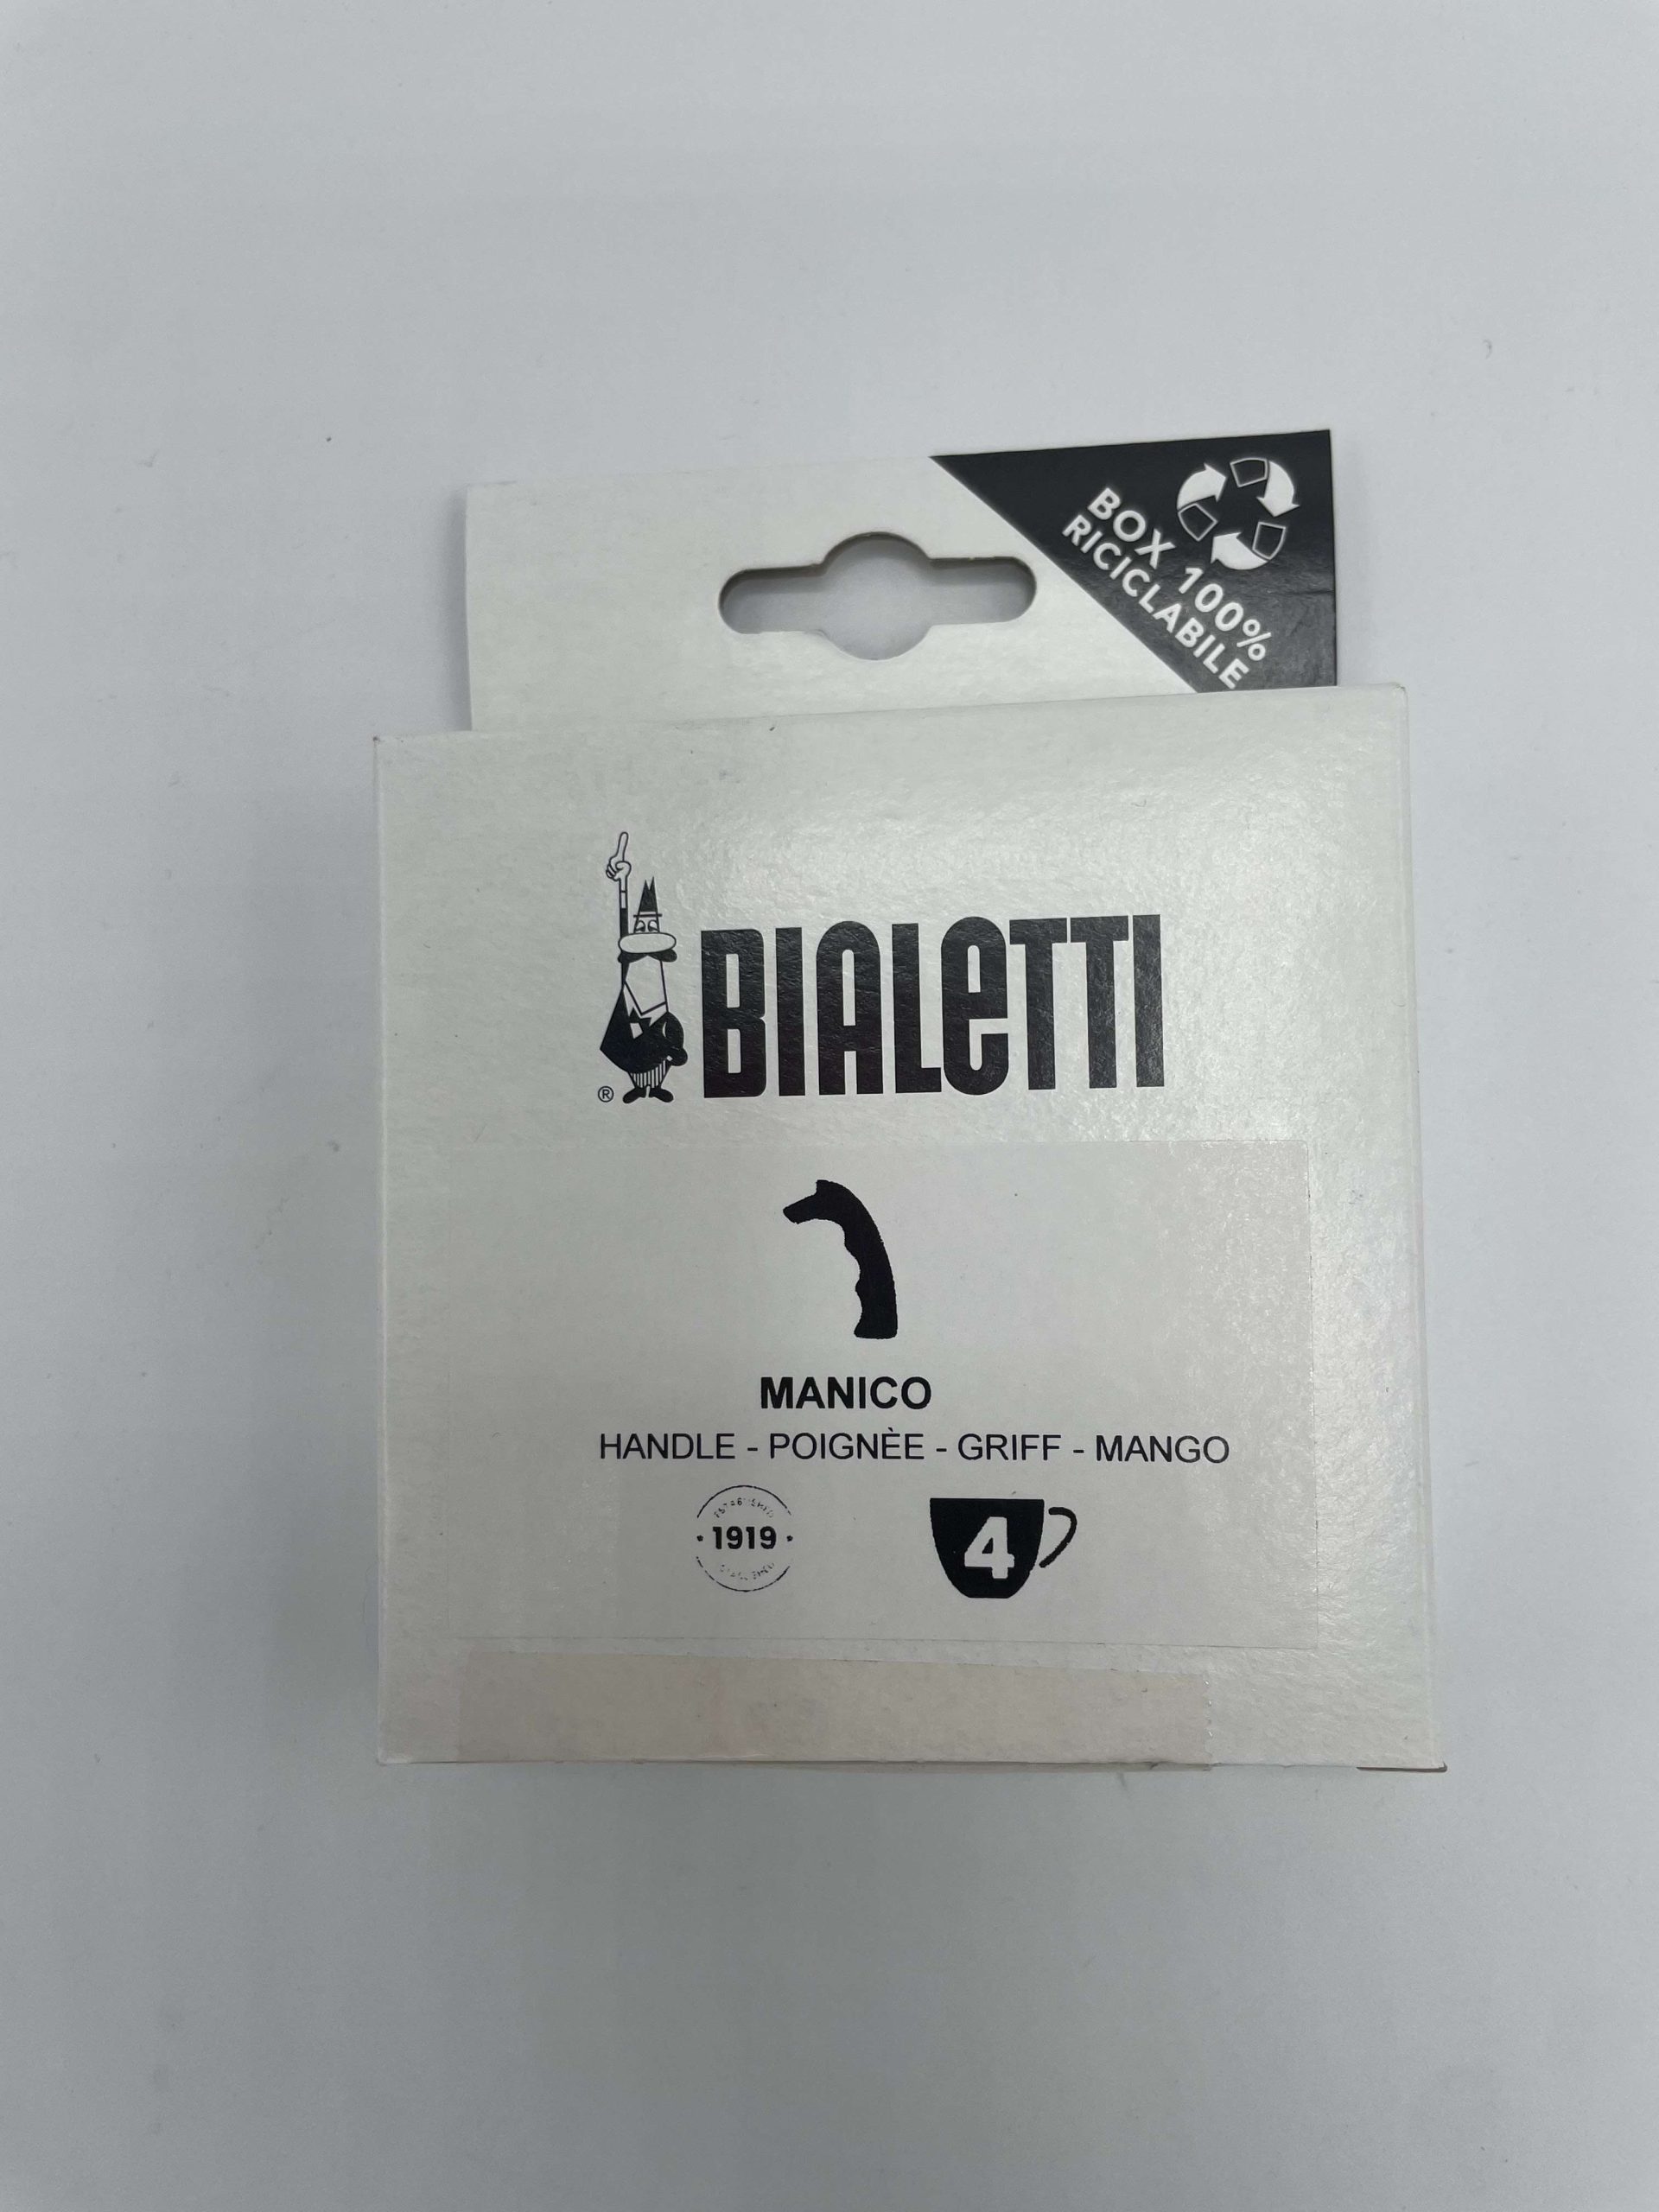 BOX 100%
RICICLABILE
BIALETTI
®
MANICO
HANDLE - POIGNÈE - GRIFF - MANGO
1919
4